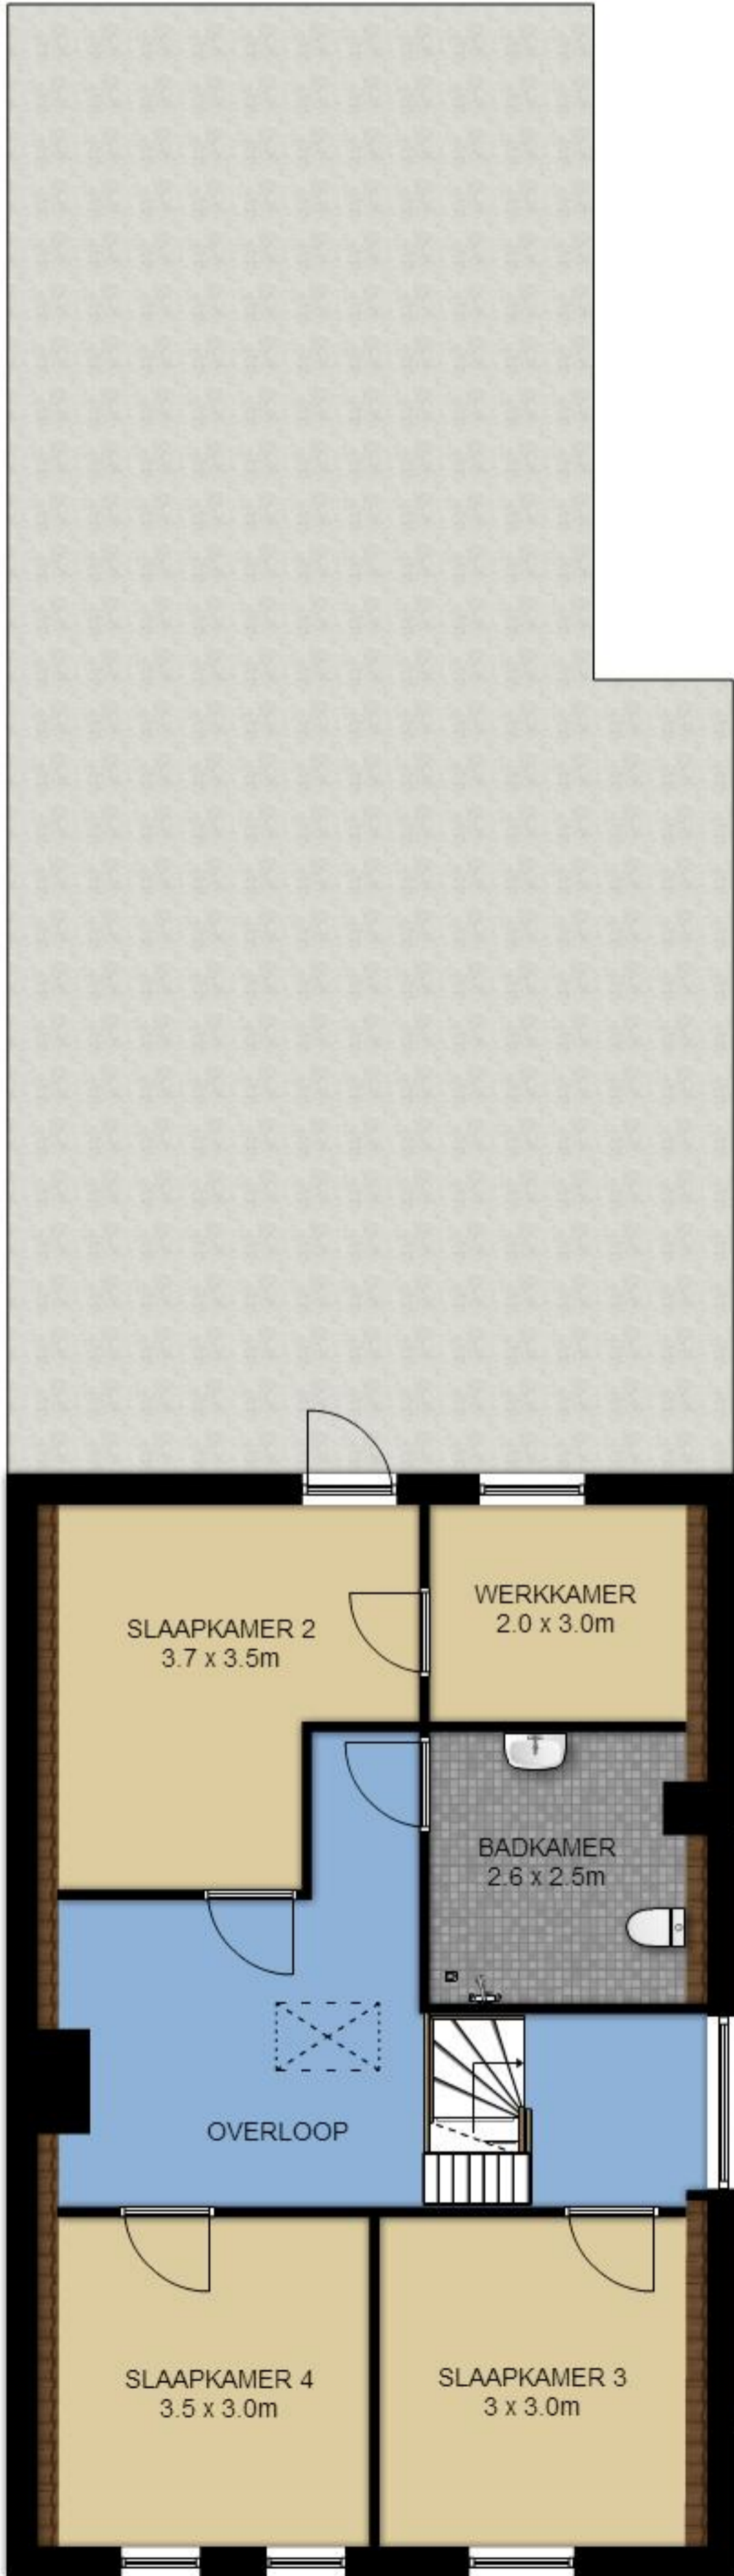 SLAAPKAMER 2
3.7 x 3.5m
WERKKAMER
2.0 x 3.0m
BADKAMER
2.6 x 2.5m
OVERLOOP
SLAAPKAMER 4
3.5 x 3.0m
SLAAPKAMER 3
3 x 3.0m